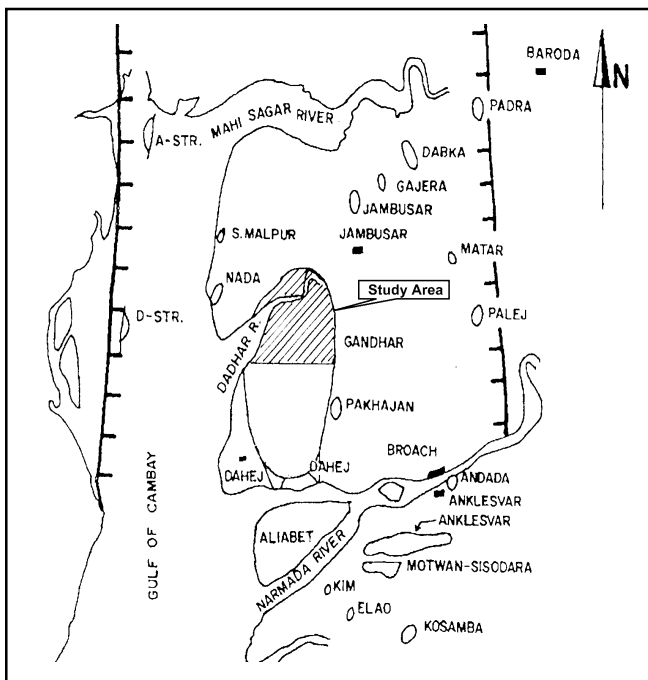 BARODA
N
PADRA
MAHI SAGAR RIVER
A-STR.
DABKA
GAJERA
JAMBUSAR
S.MALPUR
JAMBUSAR
MATAR
NADA
Study Area
D-STR.
PALEJ
DADHAR R.
GANDHAR
PAKHAJAN
BROACH
DAHEJ
DAHEJ
ANDADA
ANKLESVAR
ANKLESVAR
GULF OF CAMBAY
ALIABET
MOTWAN-SISODARA
NARMADA RIVER
KIM
ELAO
KOSAMBA